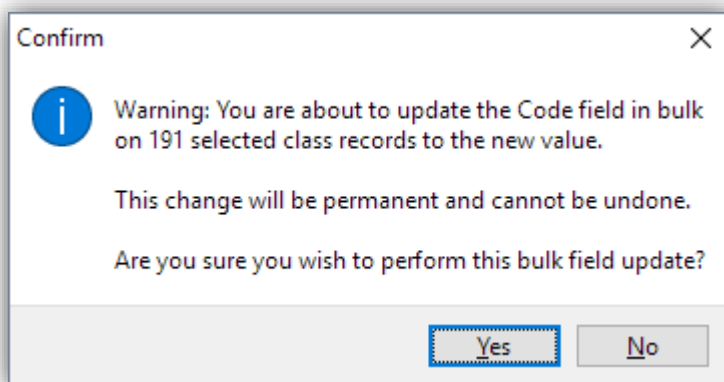 Confirm
Warning: You are about to update the Code field in bulk
on 191 selected class records to the new value.
This change will be permanent and cannot be undone.
Are you sure you wish to perform this bulk field update?
Yes
No